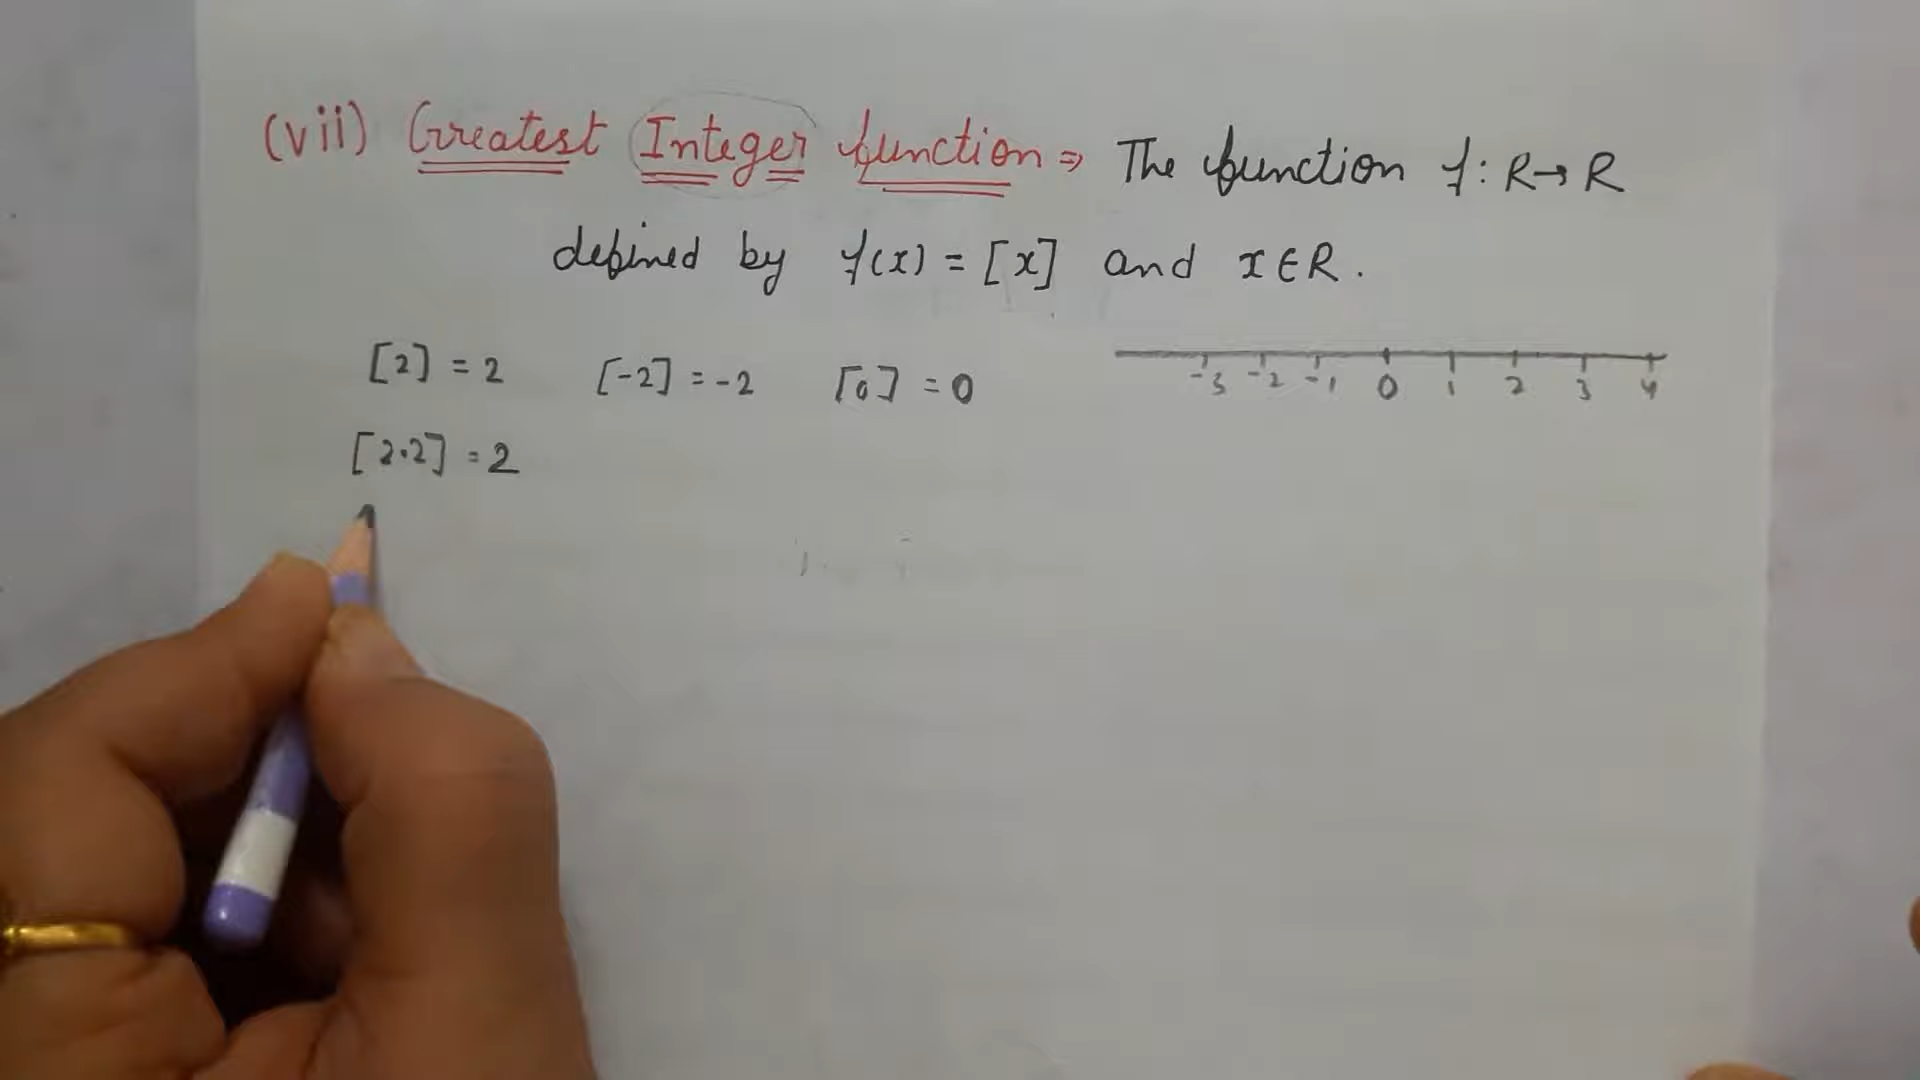 (vii) Greatest Integer function ⇒ The function f: R→R
defined by f(x) = [x] and x∈R.
[2] = 2 [-2] = -2 [0] = 0
-3 -2 -1 0 1 2 3 4
[2.2] = 2